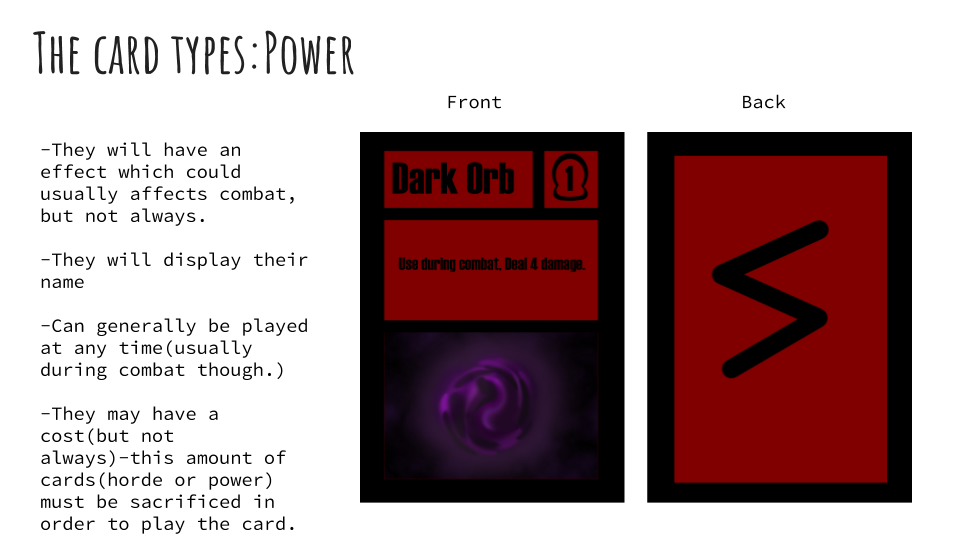 The card types:Power
Front
Back
-They will have an
effect which could
usually affects combat,
but not always.
-They will display their
name
-Can generally be played
at any time(usually
during combat though.)
-They may have a
cost(but not
always)-this amount of
cards(horde or power)
must be sacrificed in
order to play the card.
Dark Orb
1
Use during combat, Deal 4 damage.